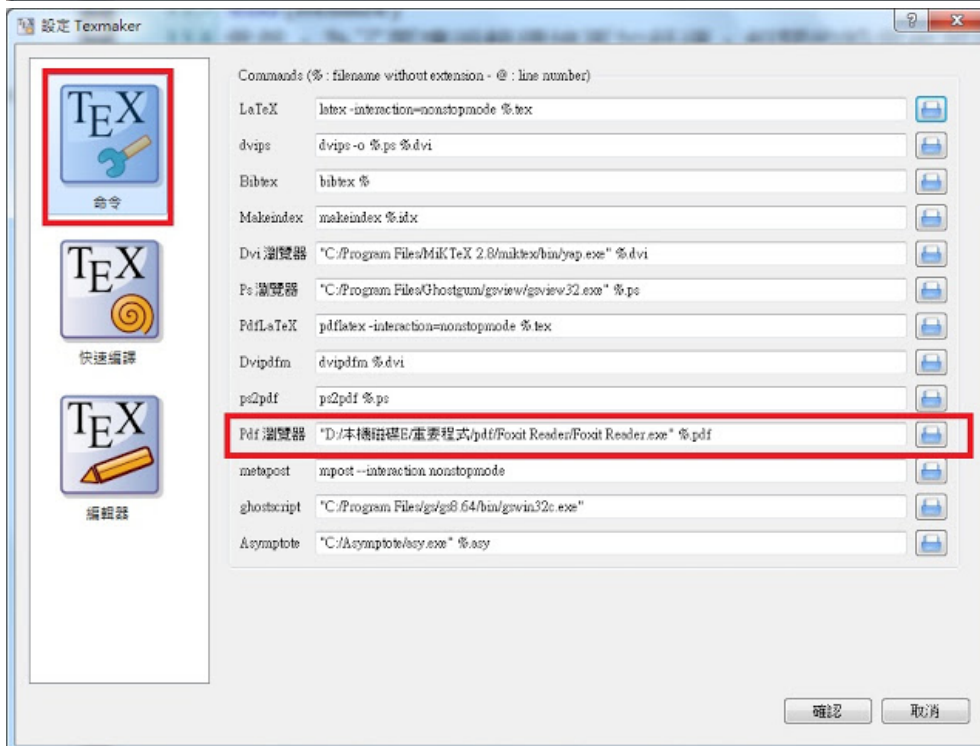 設定 Texmaker
Commands (% : filename without extension - @ : line number)
TEX
命令
TEX
快速編譯
TEX
編輯器
LaTeX latex -interaction=nonstopmode %.tex
dvips dvips -o %.ps %.dvi
Bibtex bibtex %
Makeindex makeindex %.idx
Dvi 瀏覽器 "C:/Program Files/MiKTeX 2.8/miktex/bin/yap.exe" %.dvi
Ps 瀏覽器 "C:/Program Files/Ghostgum/gsview/gsview32.exe" %.ps
PdfLaTeX pdflatex -interaction=nonstopmode %.tex
Dvipdfm dvipdfm %.dvi
ps2pdf ps2pdf %.ps
Pdf 瀏覽器 "D:/本機磁碟E/重要程式/pdf/Foxit Reader/Foxit Reader.exe" %.pdf
metapost mpost --interaction nonstopmode
ghostscript "C:/Program Files/gs/gs8.64/bin/gswin32c.exe"
Asymptote "C:/Asymptote/asy.exe" %.asy
確認 取消